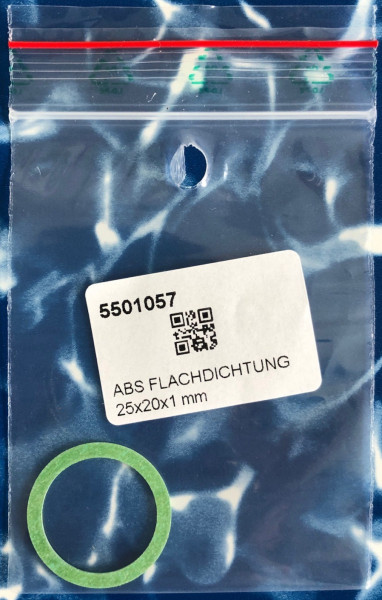 5501057
ABS FLACHDICHTUNG
25x20x1 mm